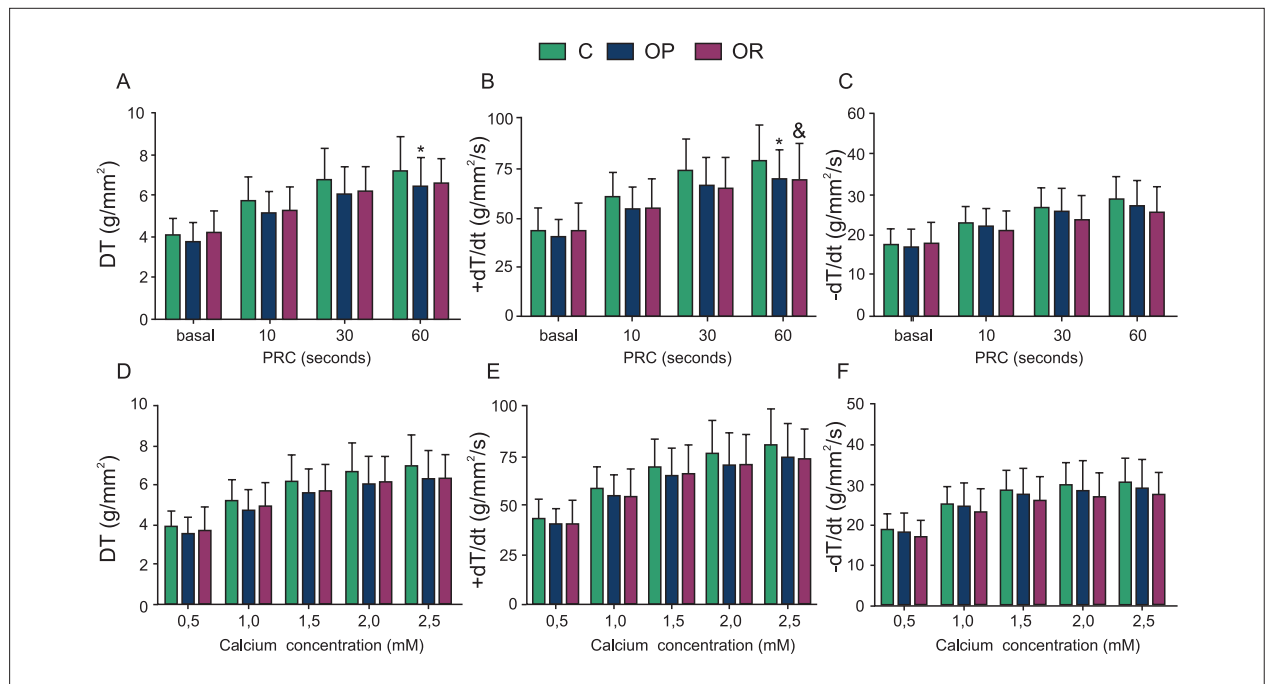 C OP OR
A
DT (g/mm²)
10
8
6
4
2
0
*
basal 10 30 60
PRC (seconds)
B
+dT/dt (g/mm²/s)
100
75
50
25
0
* &
basal 10 30 60
PRC (seconds)
C
-dT/dt (g/mm²/s)
60
50
40
30
20
10
0
basal 10 30 60
PRC (seconds)
D
DT (g/mm²)
10
8
6
4
2
0
0,5 1,0 1,5 2,0 2,5
Calcium concentration (mM)
E
+dT/dt (g/mm²/s)
100
75
50
25
0
0,5 1,0 1,5 2,0 2,5
Calcium concentration (mM)
F
-dT/dt (g/mm²/s)
50
40
30
20
10
0
0,5 1,0 1,5 2,0 2,5
Calcium concentration (mM)